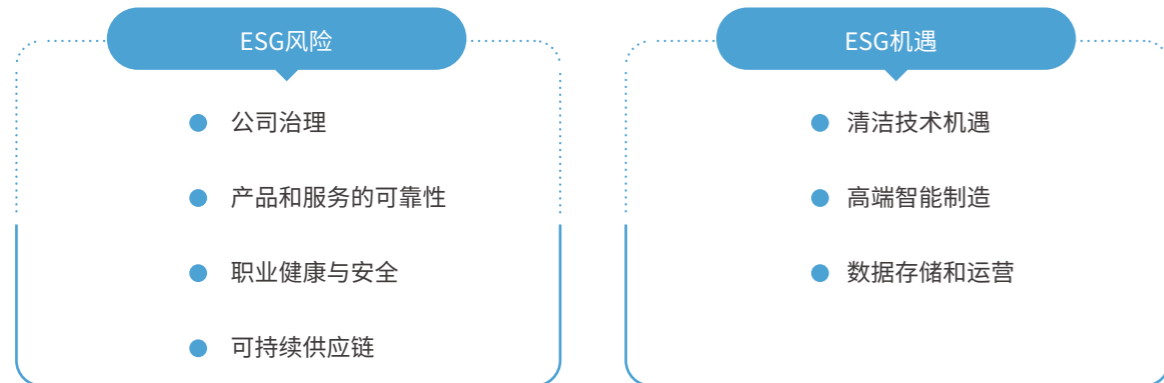 ESG风险
公司治理
产品和服务的可靠性
职业健康与安全
可持续供应链
ESG机遇
清洁技术机遇
高端智能制造
数据存储和运营